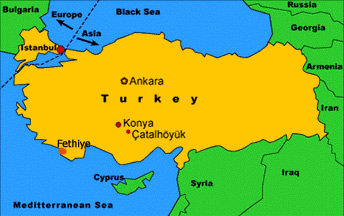 Bulgaria
Europe
Black Sea
Russia
Georgia
Istanbul
Asia
Armenia
Ankara
Turkey
Iran
Konya
Çatalhöyük
Fethiye
Cyprus
Syria
Iraq
Mediterranean Sea